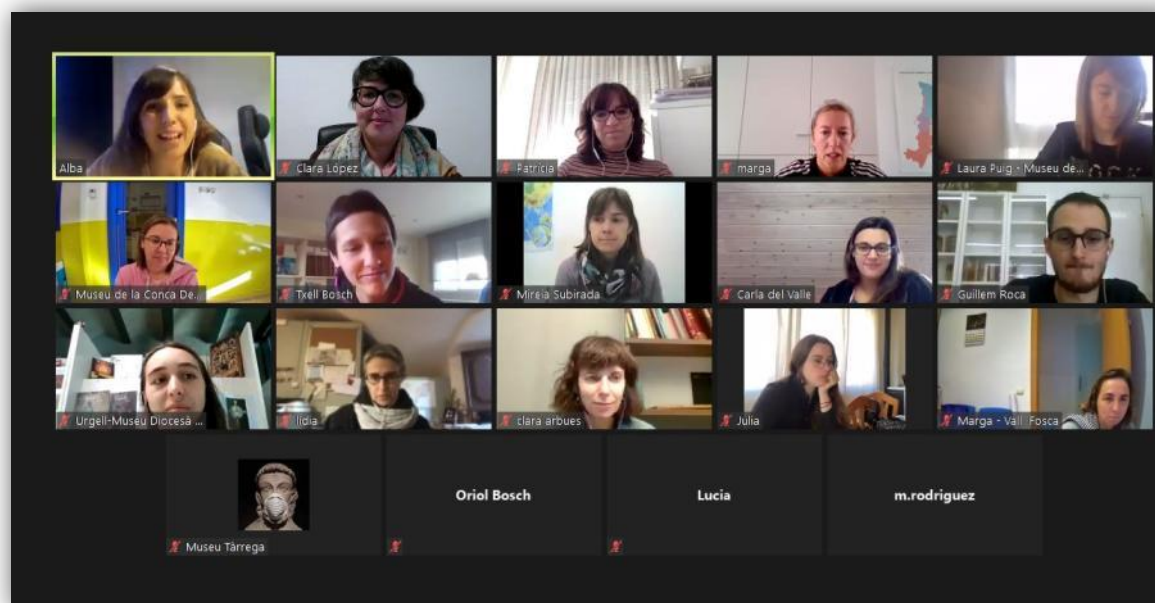 Alba
Clara López
Patrícia
marga
Laura Puig - Museu de...
Museu de la Conca De...
Txell Bosch
Mireia Subirada
Carla del Valle
Guillem Roca
Urgell-Museu Diocesà ...
lídia
clara arbues
Julia
Marga - Vall Fosca
Museu Tàrrega
Oriol Bosch
Lucia
m.rodriguez